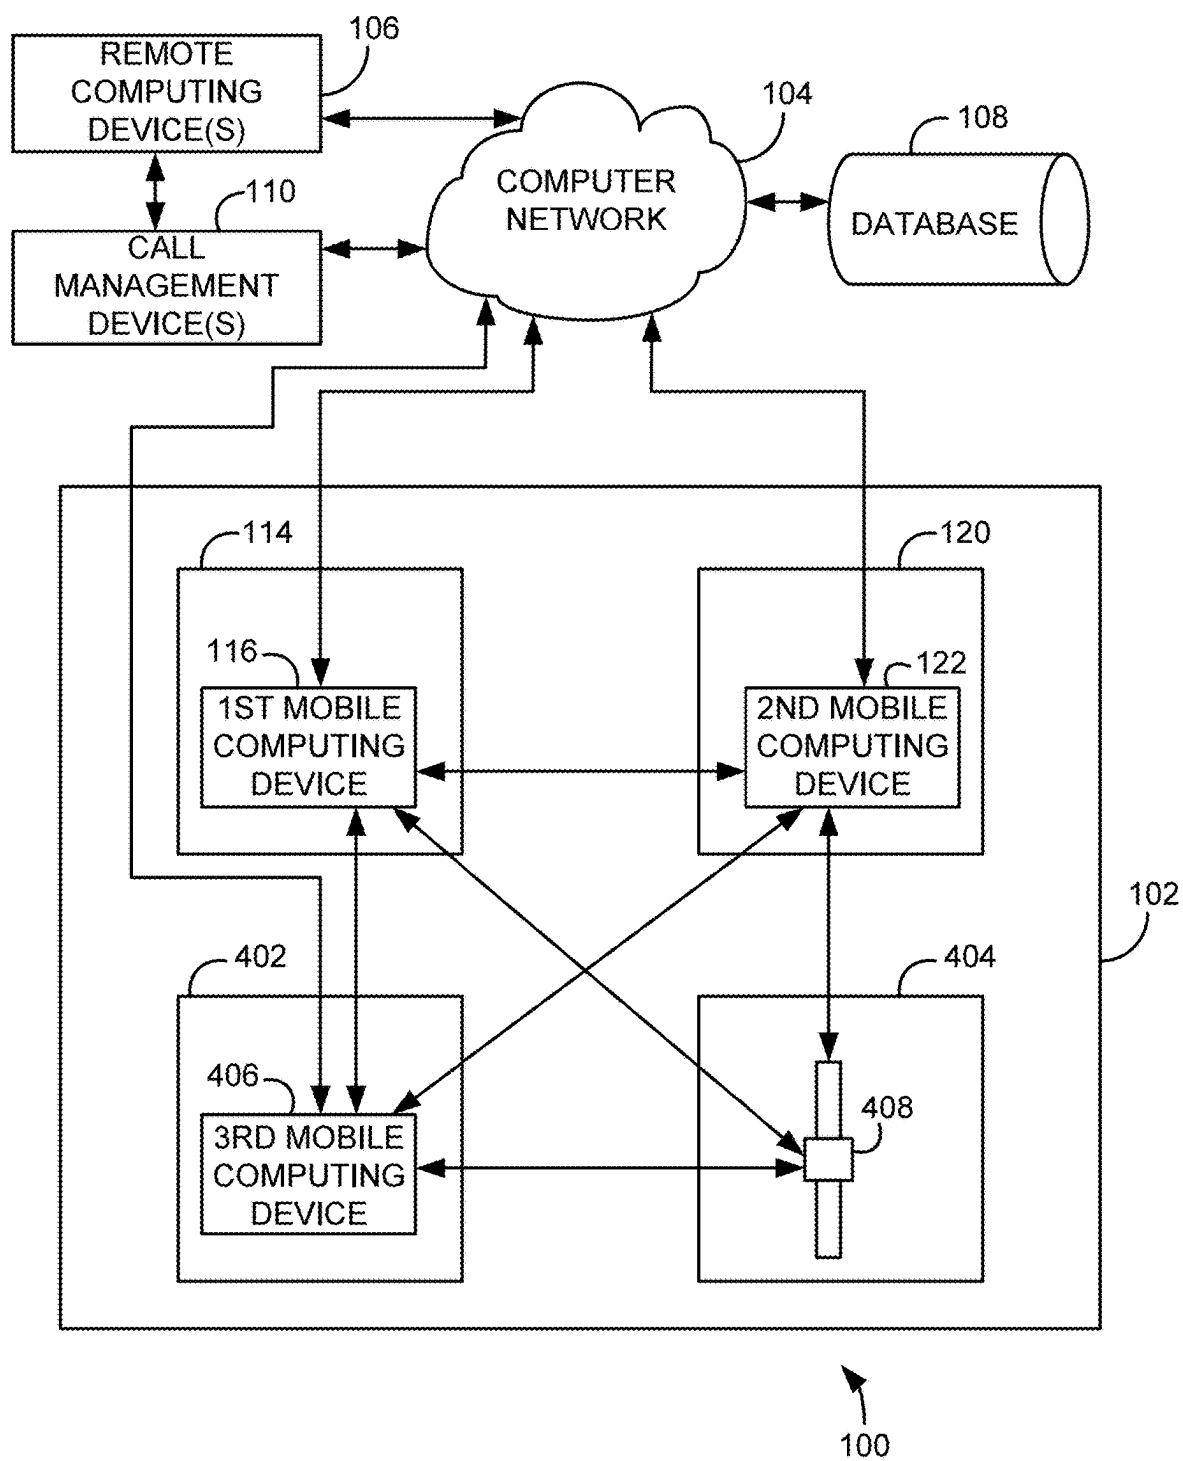 106
REMOTE
COMPUTING
DEVICE(S)
104
108
COMPUTER
NETWORK
DATABASE
110
CALL
MANAGEMENT
DEVICE(S)
114
120
116
122
1ST MOBILE
COMPUTING
DEVICE
2ND MOBILE
COMPUTING
DEVICE
102
402
404
406
408
3RD MOBILE
COMPUTING
DEVICE
100